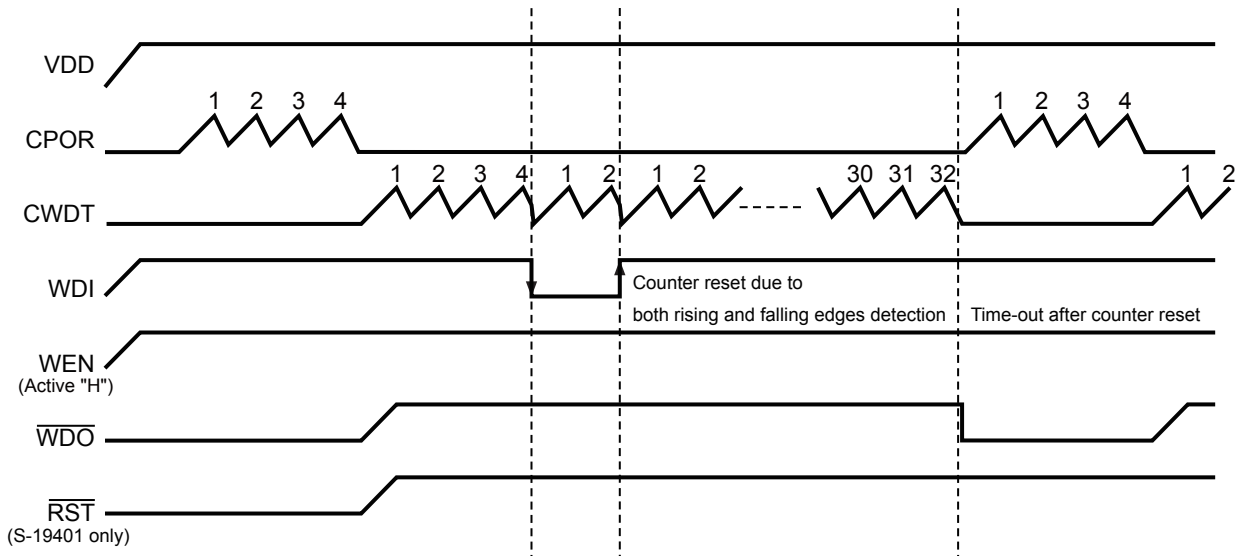 VDD
1 2 3 4 1 2 3 4
CPOR
1 2 3 4 1 2 1 2 30 31 32 1 2
CWDT
WDI
Counter reset due to
both rising and falling edges detection Time-out after counter reset
WEN
(Active "H")
WDO
RST
(S-19401 only)